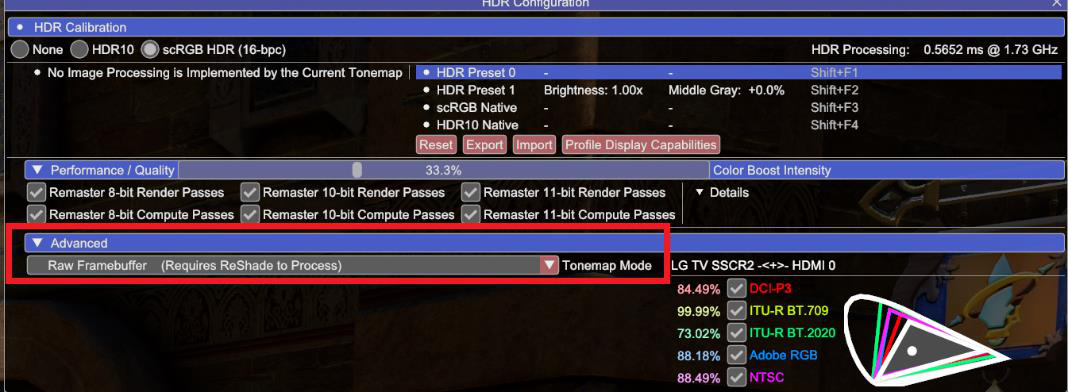 HDR Configuration
X
HDR Calibration
None HDR10 scRGB HDR (16-bpc) HDR Processing: 0.5652 ms @ 1.73 GHz
No Image Processing is Implemented by the Current Tonemap
HDR Preset 0 - - Shift+F1
HDR Preset 1 Brightness: 1.00x Middle Gray: +0.0% Shift+F2
scRGB Native - - Shift+F3
HDR10 Native - - Shift+F4
Reset Export Import Profile Display Capabilities
Performance / Quality 33.3% Color Boost Intensity
Remaster 8-bit Render Passes Remaster 10-bit Render Passes Remaster 11-bit Render Passes Details
Remaster 8-bit Compute Passes Remaster 10-bit Compute Passes Remaster 11-bit Compute Passes
Advanced
Raw Framebuffer (Requires ReShade to Process) Tonemap Mode LG TV SSCR2 -<+>- HDMI 0
84.49% DCI-P3
99.99% ITU-R BT.709
73.02% ITU-R BT.2020
88.18% Adobe RGB
88.49% NTSC